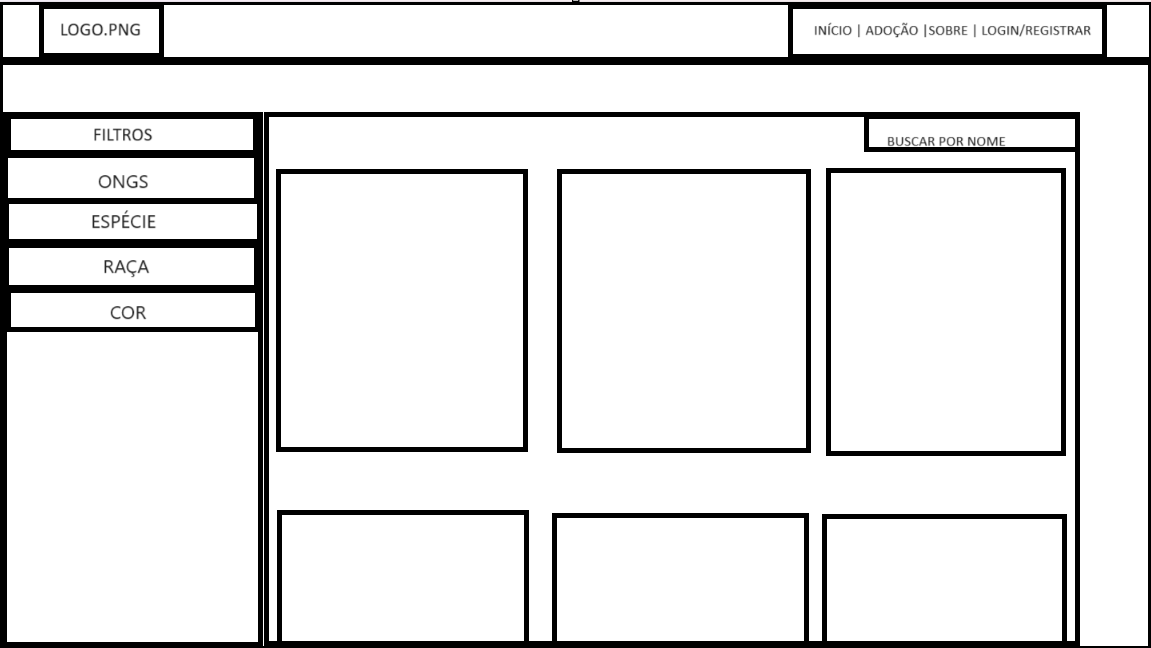 LOGO.PNG
INÍCIO | ADOÇÃO |SOBRE | LOGIN/REGISTRAR
FILTROS
BUSCAR POR NOME
ONGS
ESPÉCIE
RAÇA
COR